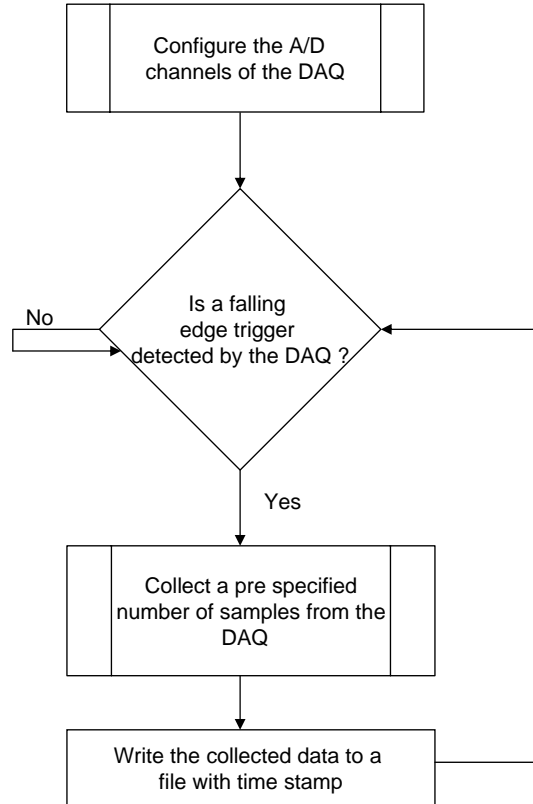 Configure the A/D
channels of the DAQ
Is a falling
edge trigger
detected by the DAQ ?
No
Yes
Collect a pre specified
number of samples from the
DAQ
Write the collected data to a
file with time stamp